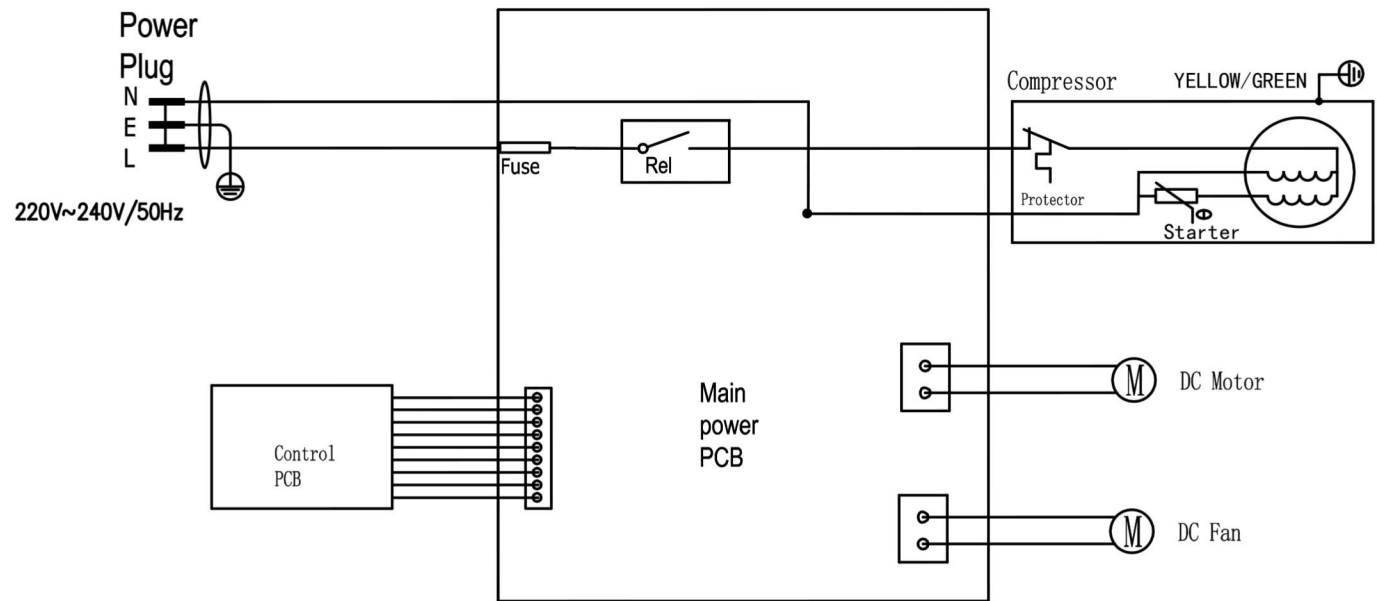 Power
Plug
N
E
L
220V~240V/50Hz
Fuse
Rel
Compressor
YELLOW/GREEN
Protector
Starter
Control
PCB
Main
power
PCB
M
DC Motor
M
DC Fan